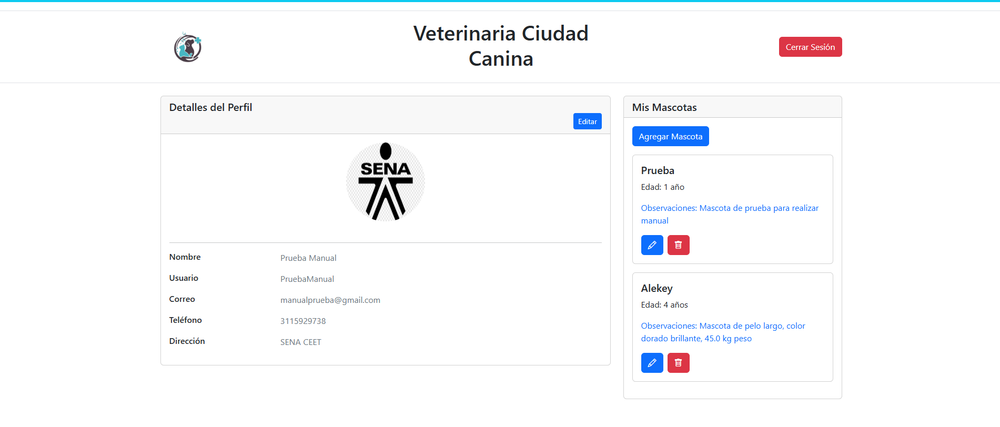 Veterinaria Ciudad
Canina
Cerrar Sesión
Detalles del Perfil
Editar
SENA
Nombre
Prueba Manual
Usuario
PruebaManual
Correo
manualprueba@gmail.com
Teléfono
3115929738
Dirección
SENA CEET
Mis Mascotas
Agregar Mascota
Prueba
Edad: 1 año
Observaciones: Mascota de prueba para realizar
manual
Alekey
Edad: 4 años
Observaciones: Mascota de pelo largo, color
dorado brillante, 45.0 kg peso